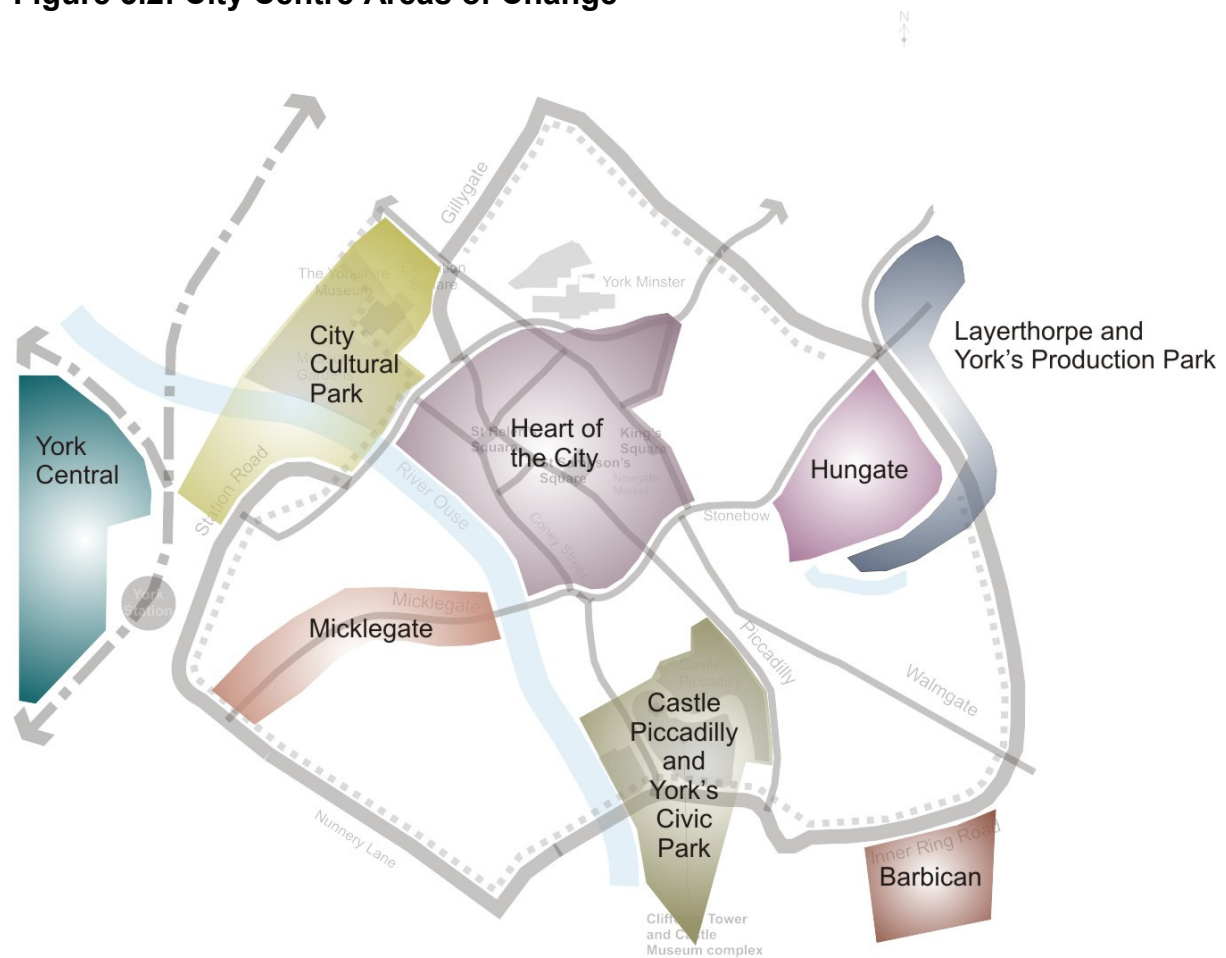 Figure 3.2: City Centre Areas of Change
N
Gillygate
The Yorkshire
Museum
Square
York Minster
City
Cultural
Park
Layerthorpe and
York's Production Park
York
Central
Heart of
the City
King's
Square
Square
Square
Newgate
Market
Hungate
Station Road
River Ouse
Coney Street
Stonebow
York
Station
Micklegate
Micklegate
Piccadilly
Walmgate
Castle
Piccadilly
Castle
Piccadilly
and
York's
Civic
Park
Nunnery Lane
Inner Ring Road
Barbican
Tower
and Castle
Museum complex